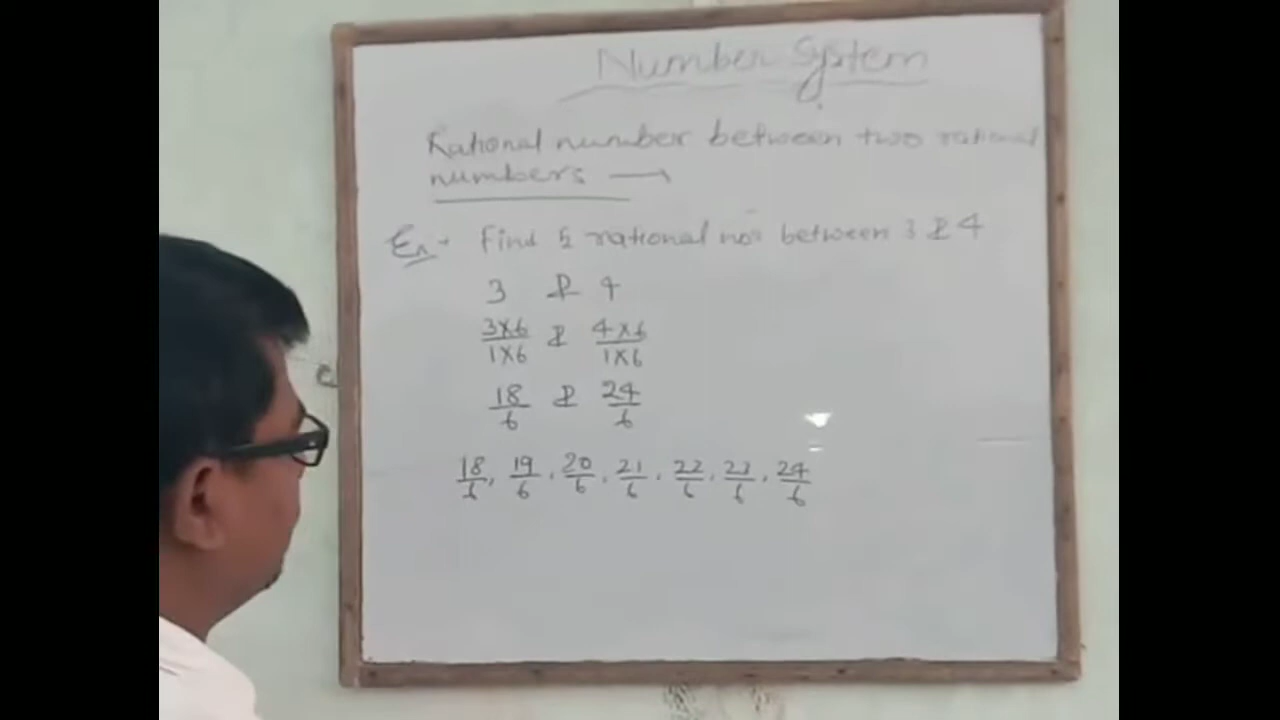 Number System
Rational number between two rational
numbers →
Ex→ Find 5 rational nos between 3 & 4
3 & 4
3×6/1×6 & 4×6/1×6
18/6 & 24/6
18/6, 19/6, 20/6, 21/6, 22/6, 23/6, 24/6